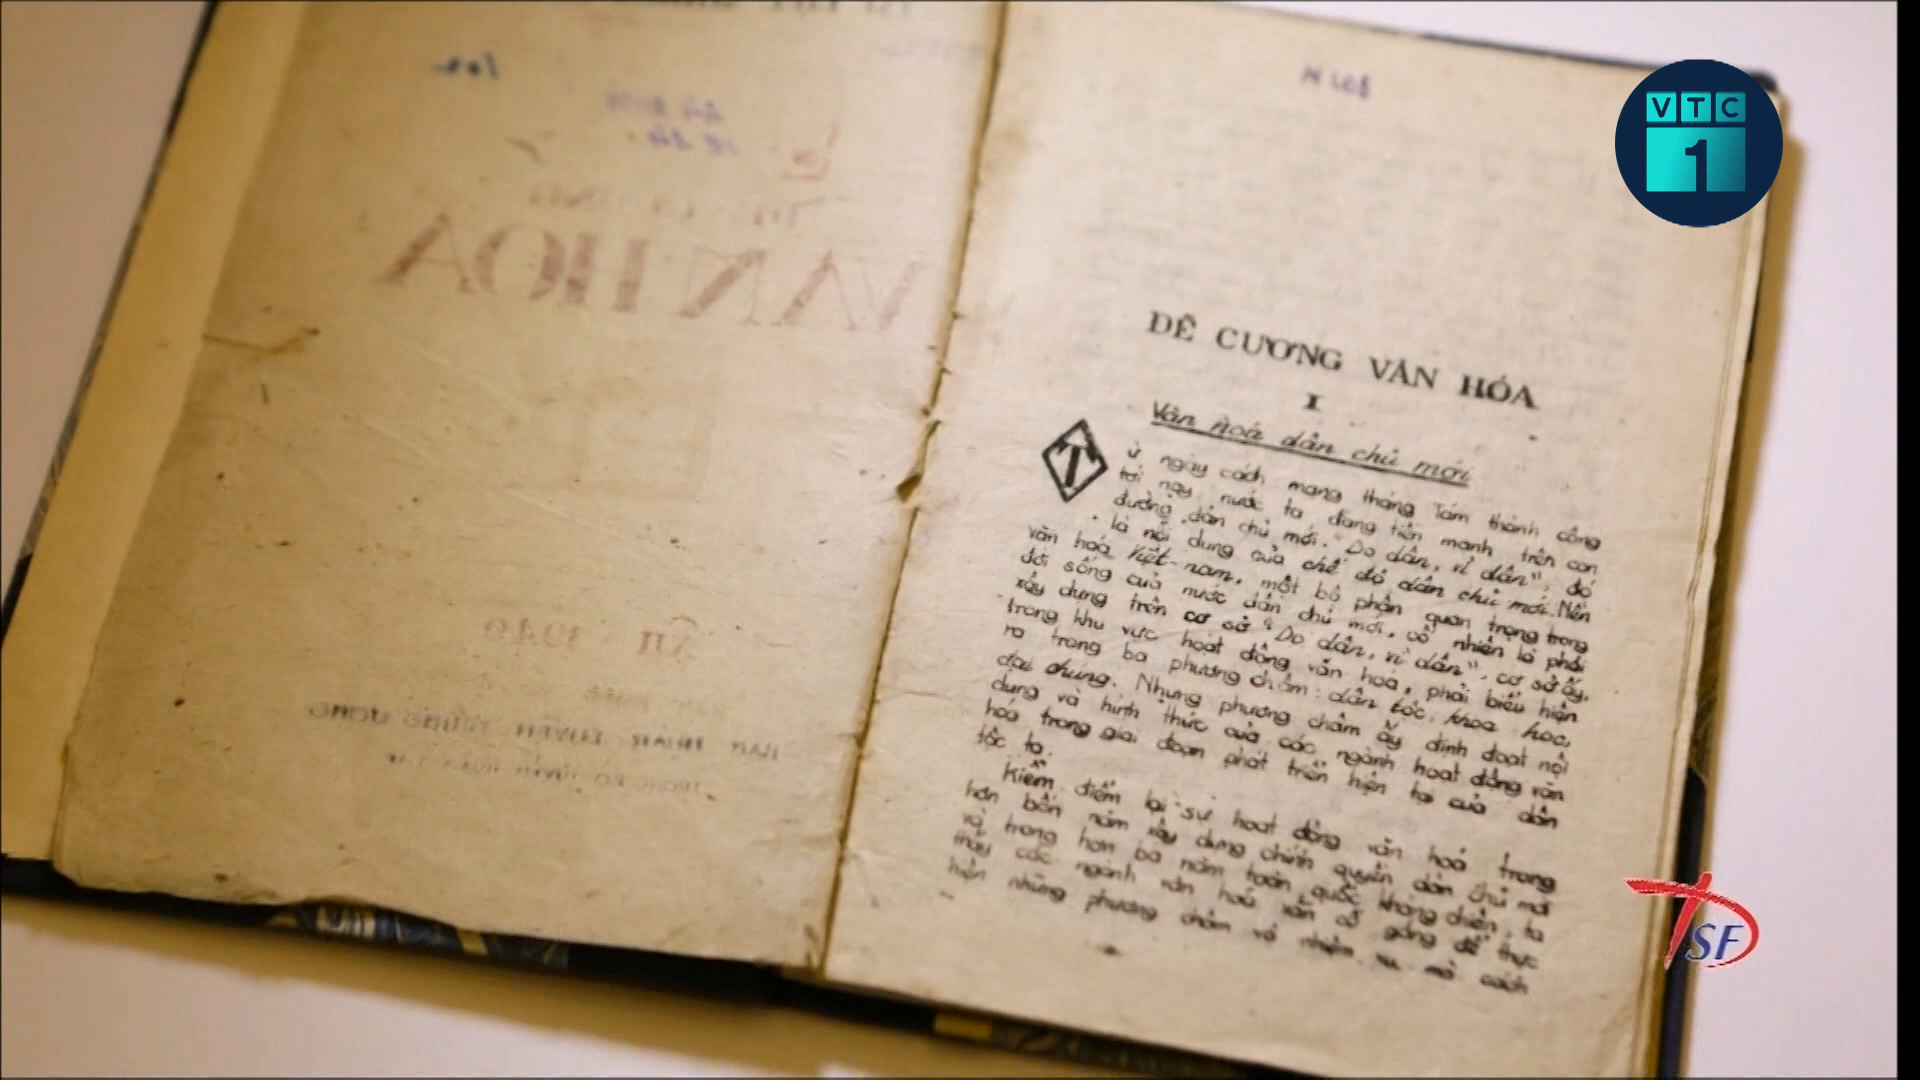 VTC
1
N 408
ĐỀ CƯƠNG VĂN HÓA
I
Văn hoá dân chủ mới
Từ ngày cách mạng tháng Tám thành công
tới nay nước ta đang tiến mạnh trên con
đường dân chủ mới. "Do dân, vì dân", đó
là nội dung của chế độ dân chủ mới. Nền
văn hoá Việt-nam, một bộ phận quan trọng trong
đời sống của nước dân chủ mới, cố nhiên là phải
xây dựng trên cơ sở "Do dân, vì dân", cơ sở ấy,
trong khu vực hoạt động văn hoá, phải biểu hiện
ra trong ba phương châm: dân tộc, khoa học,
đại chúng. Những phương châm ấy định đoạt nội
dung và hình thức của các ngành hoạt động văn
hoá trong giai đoạn phát triển hiện tại của dân
tộc ta.
Kiểm điểm lại sự hoạt động văn hoá trong
hơn bốn năm xây dựng chính quyền dân chủ mới
và trong hơn ba năm toàn quốc kháng chiến, ta
thấy các ngành văn hoá vẫn cố gắng để thực
hiện những phương châm và nhiệm vụ mà cách
VĂN HOÁ
XII 1949
TSF